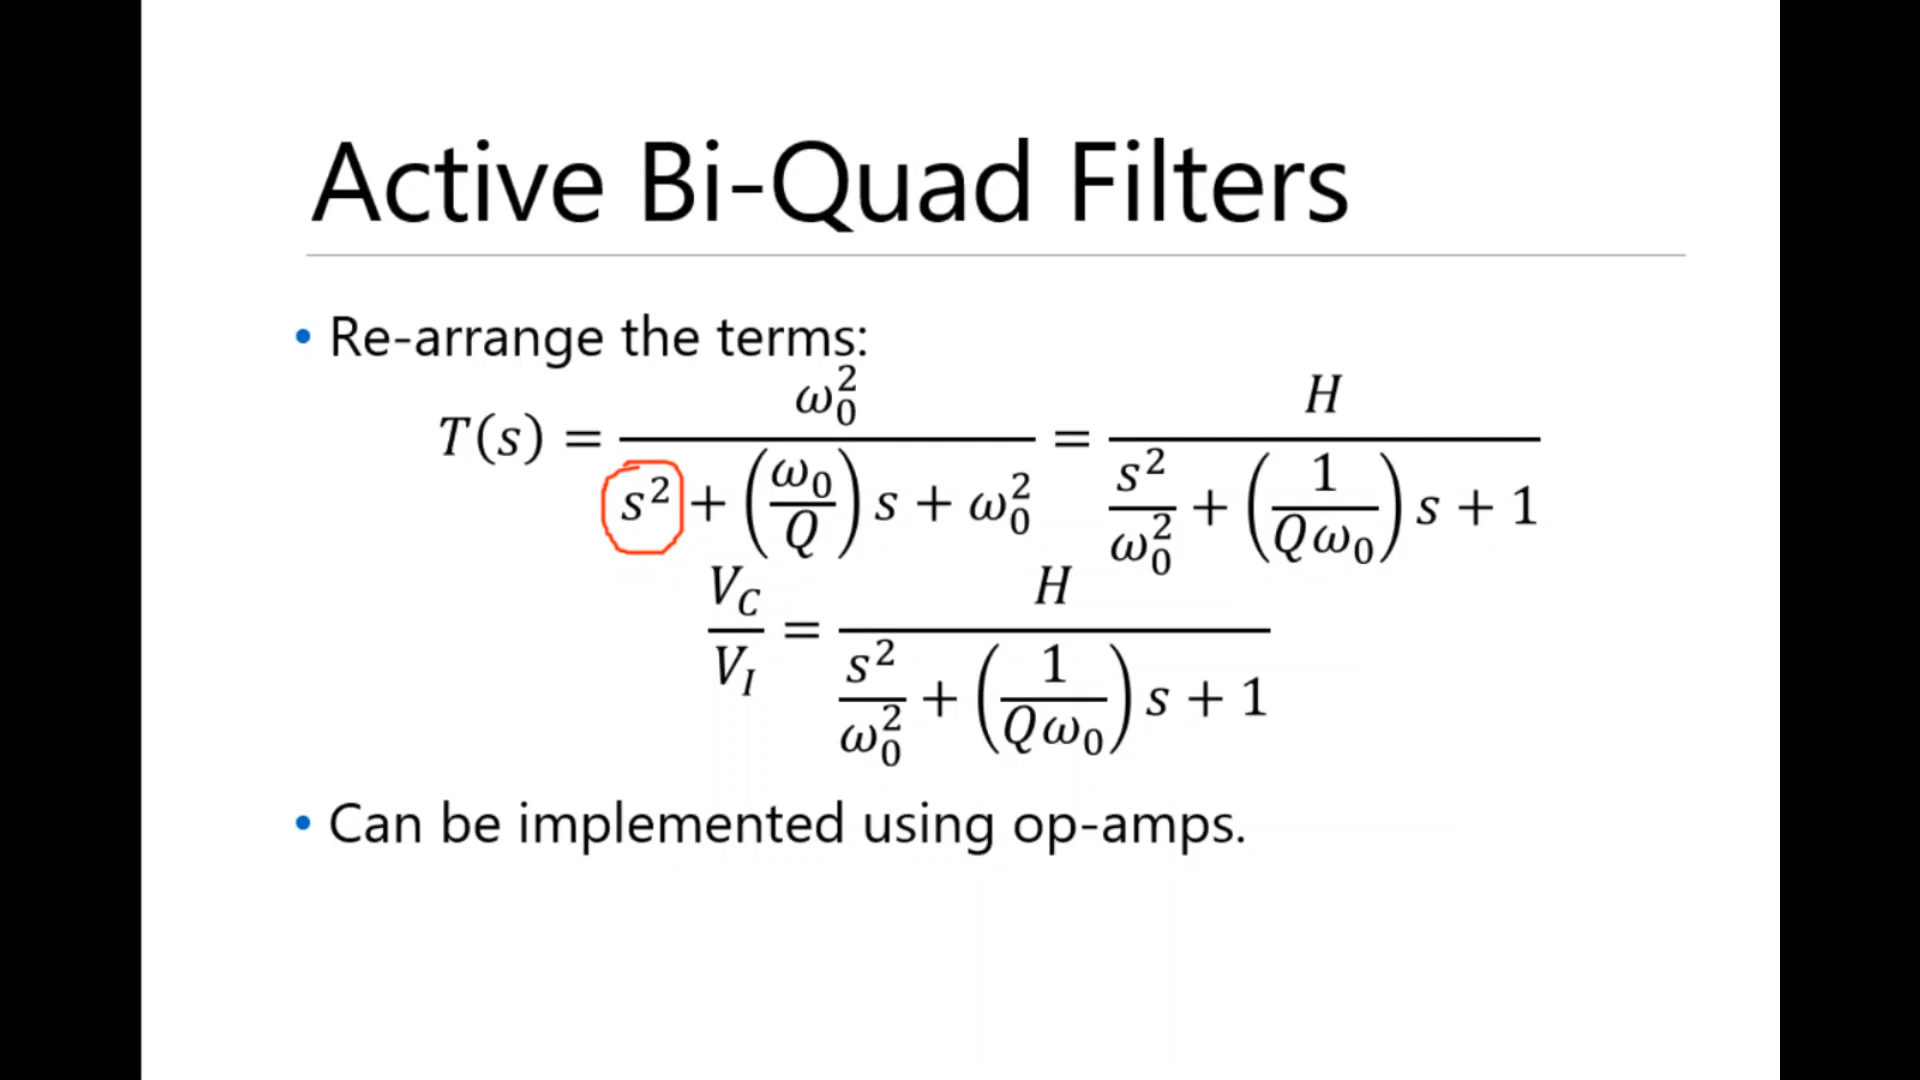 Active Bi-Quad Filters
• Re-arrange the terms:
T(s) = ω₀² / (s² + (ω₀/Q)s + ω₀²) = H / (s²/ω₀² + (1/(Qω₀))s + 1)
V_C/V_I = H / (s²/ω₀² + (1/(Qω₀))s + 1)
• Can be implemented using op-amps.